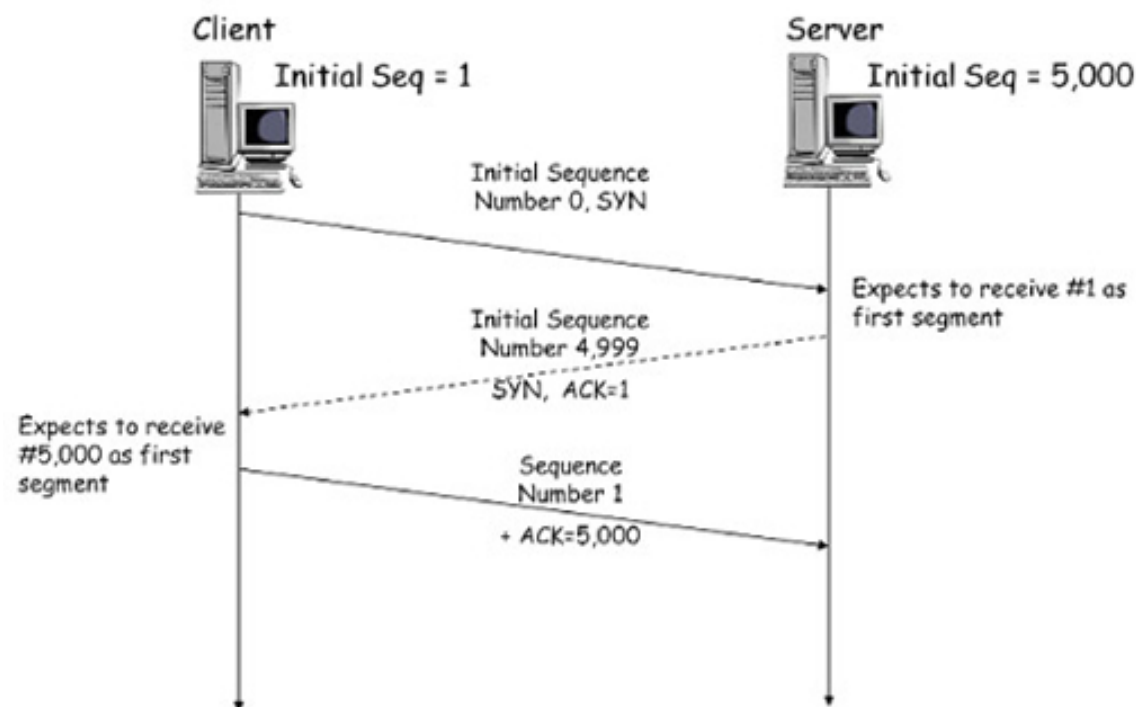 Client
Initial Seq = 1
Server
Initial Seq = 5,000
Initial Sequence
Number 0, SYN
Expects to receive #1 as
first segment
Initial Sequence
Number 4,999
SYN, ACK=1
Expects to receive
#5,000 as first
segment
Sequence
Number 1
+ ACK=5,000